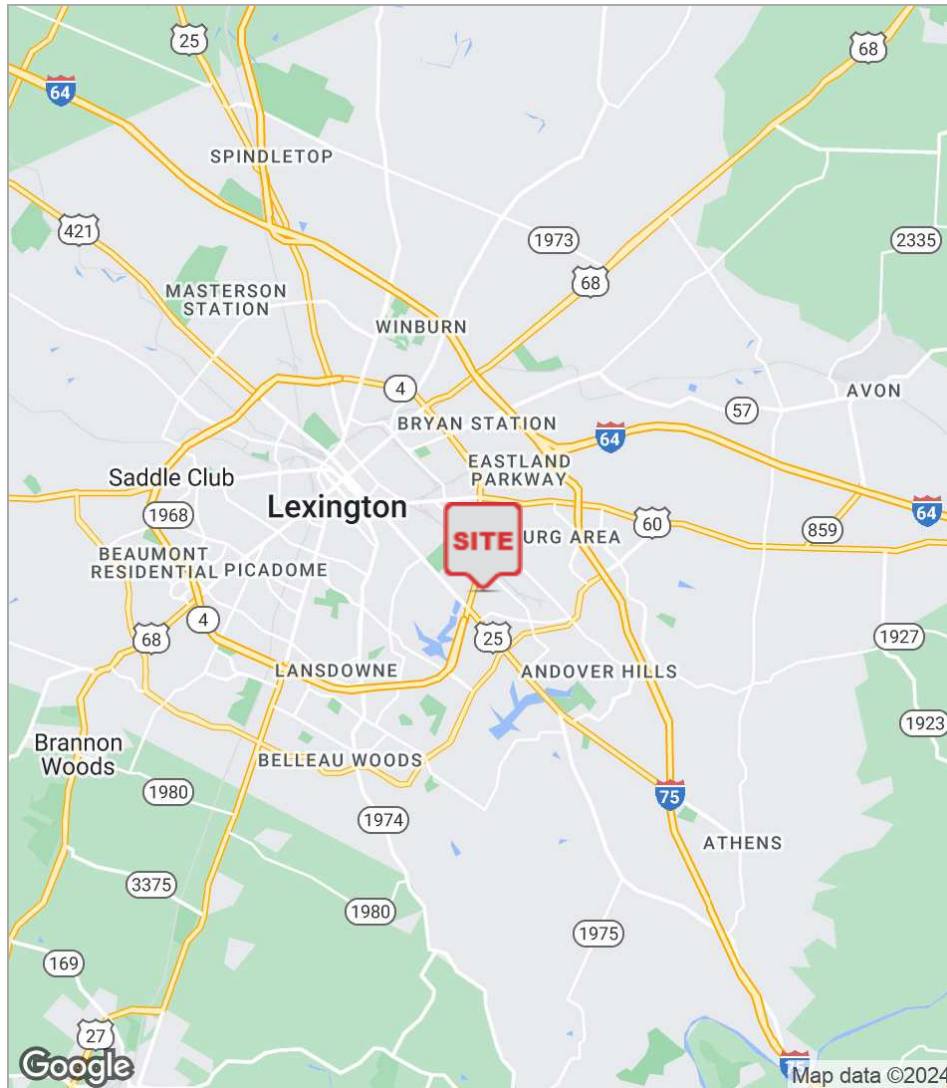 25
68
64
SPINDLETOP
421
1973
2335
68
MASTERSON
STATION
WINBURN
4
57
AVON
BRYAN STATION
64
EASTLAND
PARKWAY
Saddle Club
1968
Lexington
64
60
859
SITE
URG AREA
BEAUMONT
RESIDENTIAL
PICADOME
4
68
25
1927
LANSDOWNE
ANDOVER HILLS
1923
Brannon
Woods
BELLEAU WOODS
1980
75
1974
ATHENS
3375
1980
1975
169
27
Google
Map data ©2024